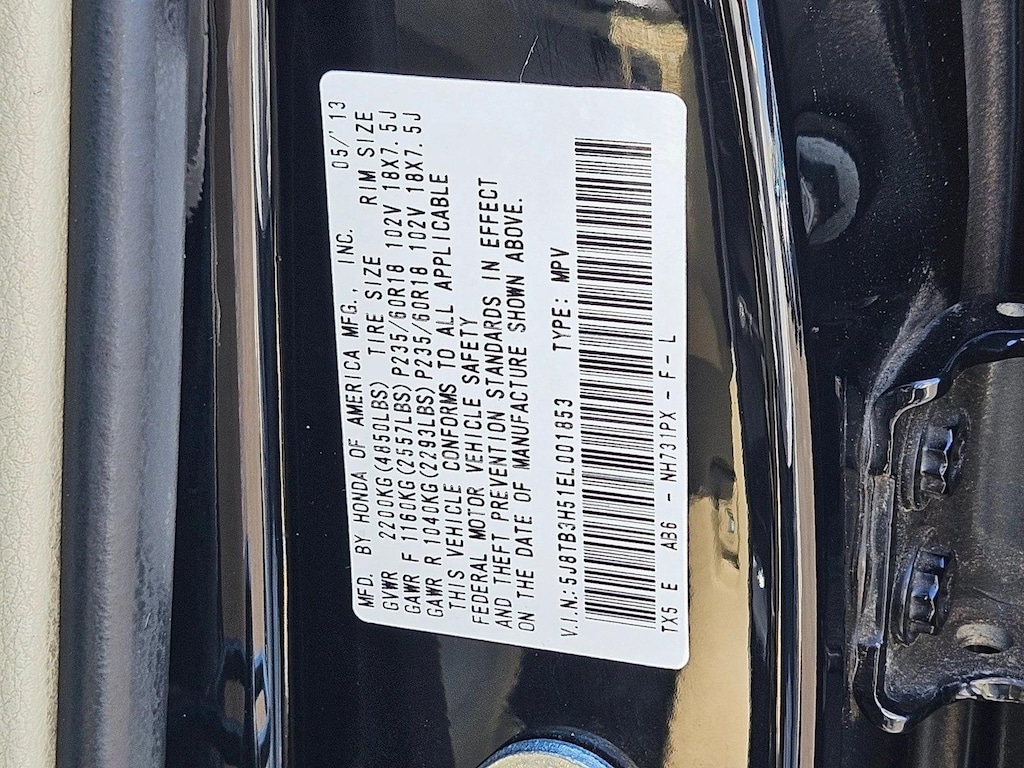 MFD. BY HONDA OF AMERICA MFG., INC. 05/'13
GVWR 2200KG(4850LBS) TIRE SIZE RIM SIZE
GAWR F 1160KG(2557LBS) P235/60R18 102V 18X7.5J
GAWR R 1040KG(2293LBS) P235/60R18 102V 18X7.5J
THIS VEHICLE CONFORMS TO ALL APPLICABLE
FEDERAL MOTOR VEHICLE SAFETY
AND THEFT PREVENTION STANDARDS IN EFFECT
ON THE DATE OF MANUFACTURE SHOWN ABOVE.
V.I.N.:5J8TB3H51EL001853 TYPE: MPV
TX5 E AB6 - NH731PX - F - L